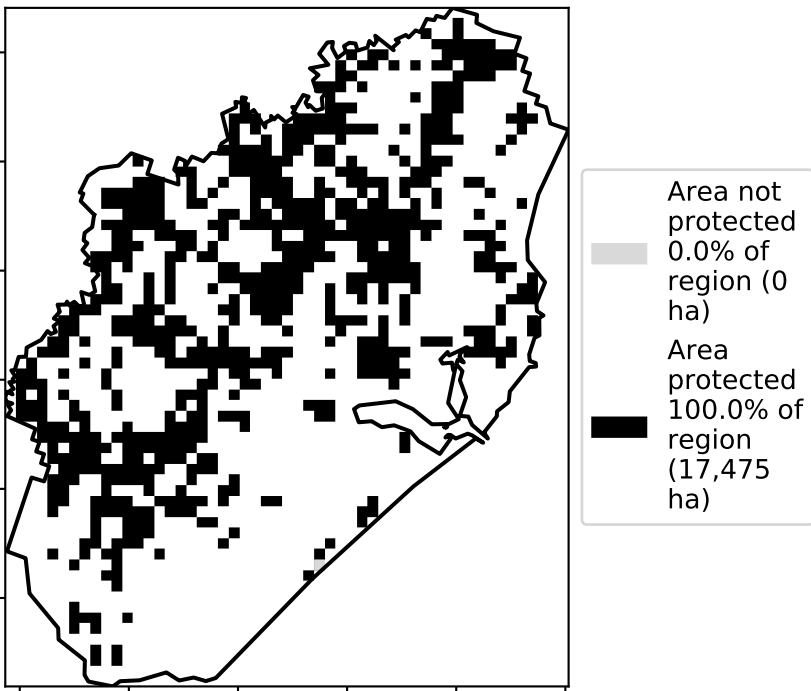 Area not
protected
0.0% of
region (0
ha)
Area
protected
100.0% of
region
(17,475
ha)